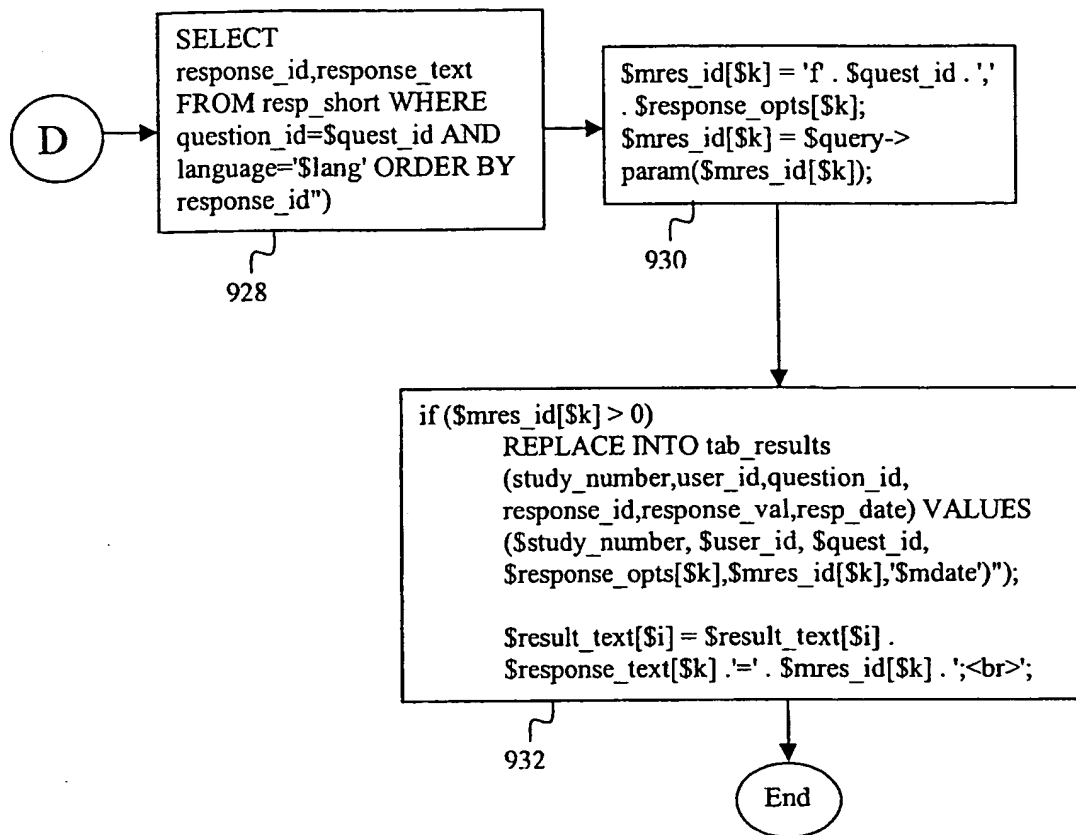 D
SELECT
response_id,response_text
FROM resp_short WHERE
question_id=$quest_id AND
language='$lang' ORDER BY
response_id")
928
$mres_id[$k] = 'f' . $quest_id . ','
. $response_opts[$k];
$mres_id[$k] = $query->
param($mres_id[$k]);
930
if ($mres_id[$k] > 0)
REPLACE INTO tab_results
(study_number,user_id,question_id,
response_id,response_val,resp_date) VALUES
($study_number, $user_id, $quest_id,
$response_opts[$k],$mres_id[$k],'$mdate')");
$result_text[$i] = $result_text[$i] .
$response_text[$k] .'=' . $mres_id[$k] . ';<br>';
932
End